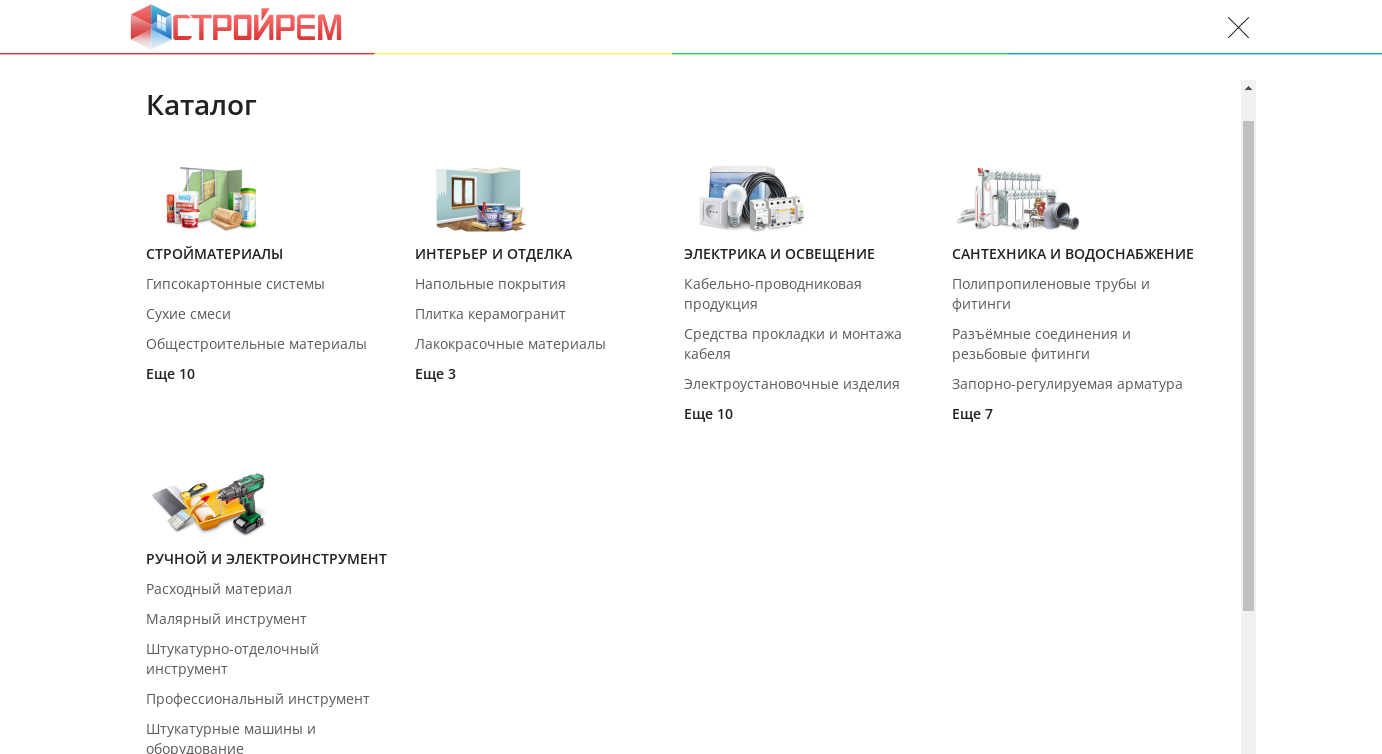 СТРОЙРЕМ
Каталог
СТРОЙМАТЕРИАЛЫ
Гипсокартонные системы
Сухие смеси
Общестроительные материалы
Еще 10
ИНТЕРЬЕР И ОТДЕЛКА
Напольные покрытия
Плитка керамогранит
Лакокрасочные материалы
Еще 3
ЭЛЕКТРИКА И ОСВЕЩЕНИЕ
Кабельно-проводниковая
продукция
Средства прокладки и монтажа
кабеля
Электроустановочные изделия
Еще 10
САНТЕХНИКА И ВОДОСНАБЖЕНИЕ
Полипропиленовые трубы и
фитинги
Разъёмные соединения и
резьбовые фитинги
Запорно-регулируемая арматура
Еще 7
РУЧНОЙ И ЭЛЕКТРОИНСТРУМЕНТ
Расходный материал
Малярный инструмент
Штукатурно-отделочный
инструмент
Профессиональный инструмент
Штукатурные машины и
оборудование